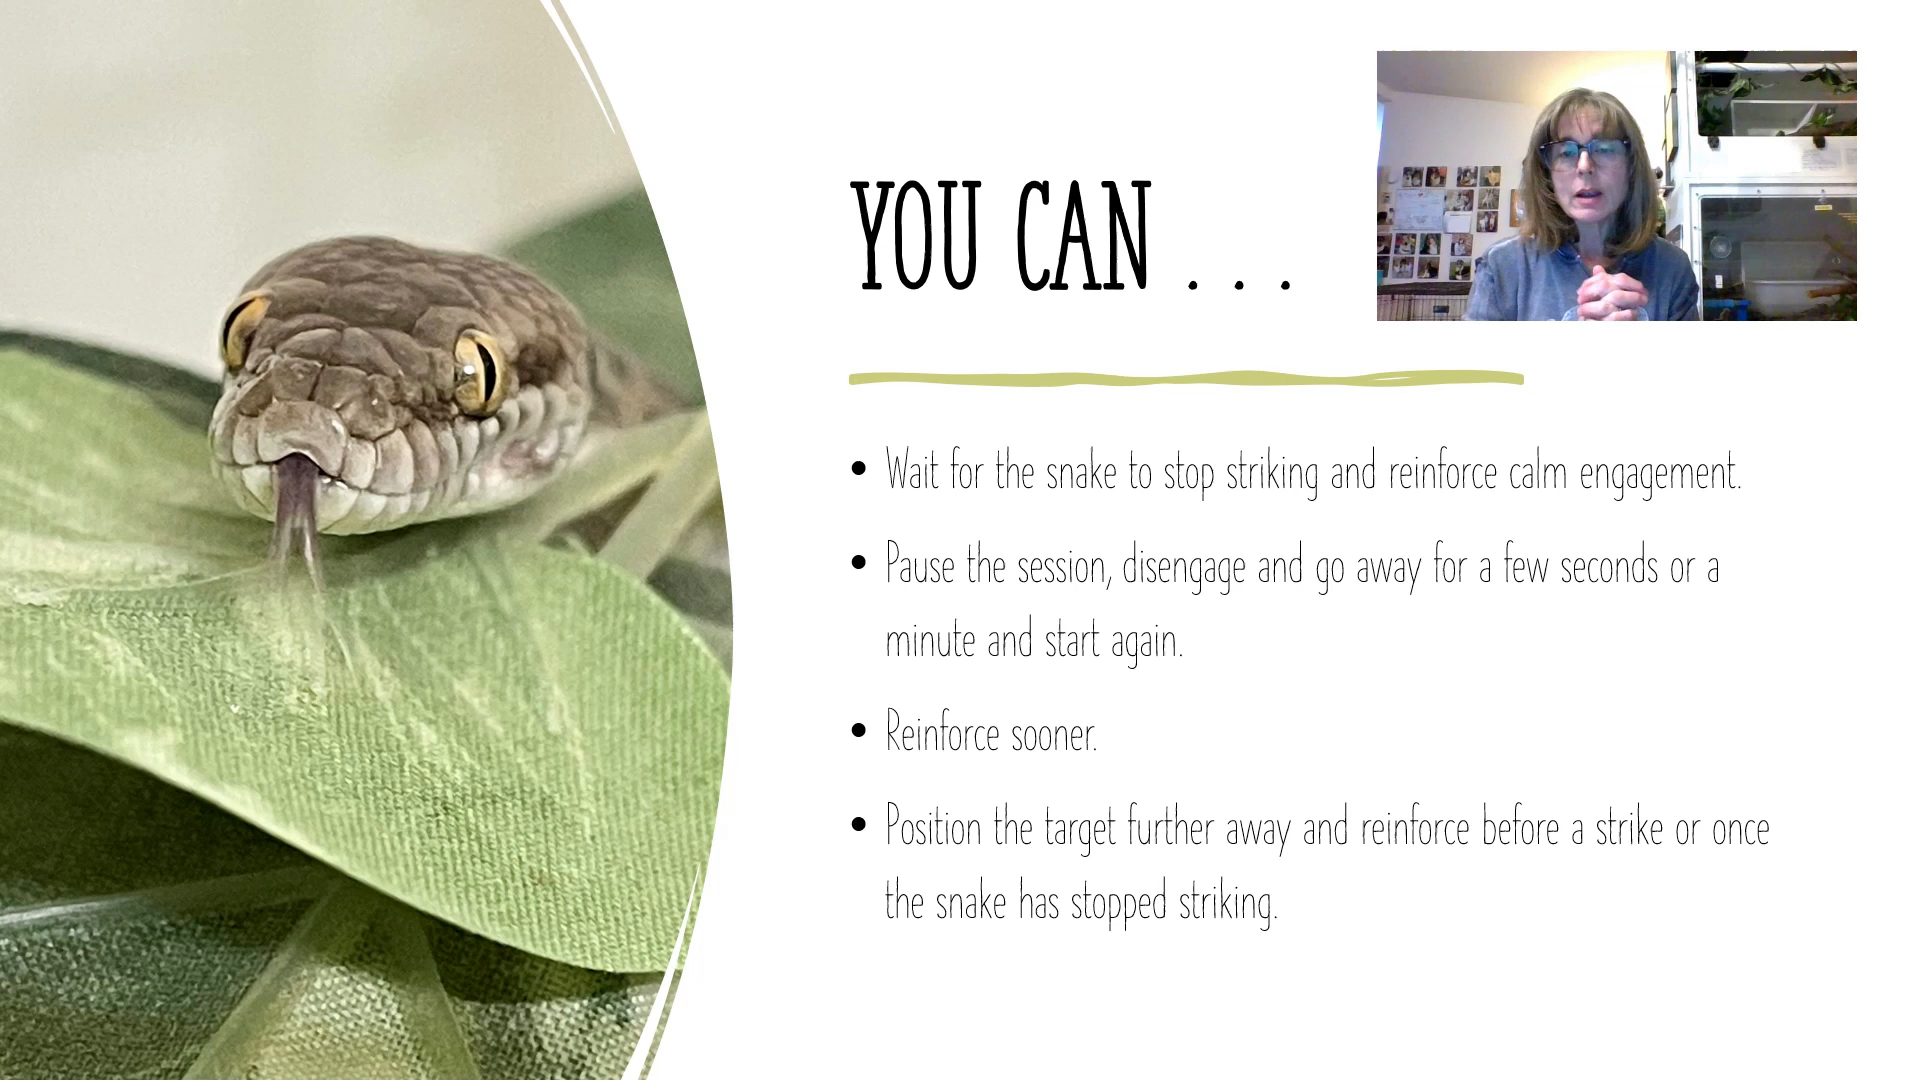 YOU CAN . . .
• Wait for the snake to stop striking and reinforce calm engagement.
• Pause the session, disengage and go away for a few seconds or a
minute and start again.
• Reinforce sooner.
• Position the target further away and reinforce before a strike or once
the snake has stopped striking.